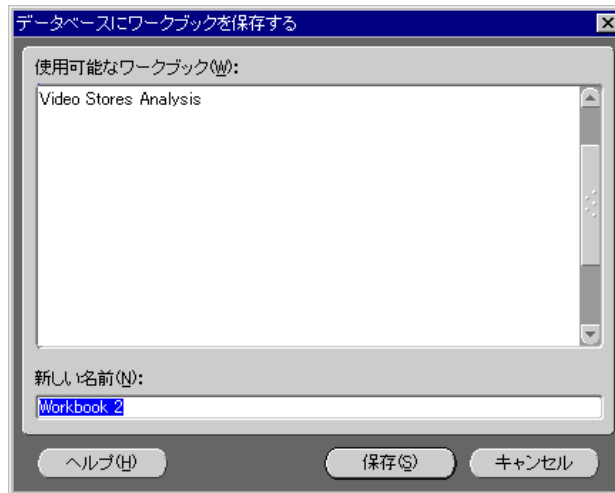 データベースにワークブックを保存する
使用可能なワークブック(W):
Video Stores Analysis
新しい名前(N):
Workbook 2
ヘルプ(H)
保存(S)
キャンセル